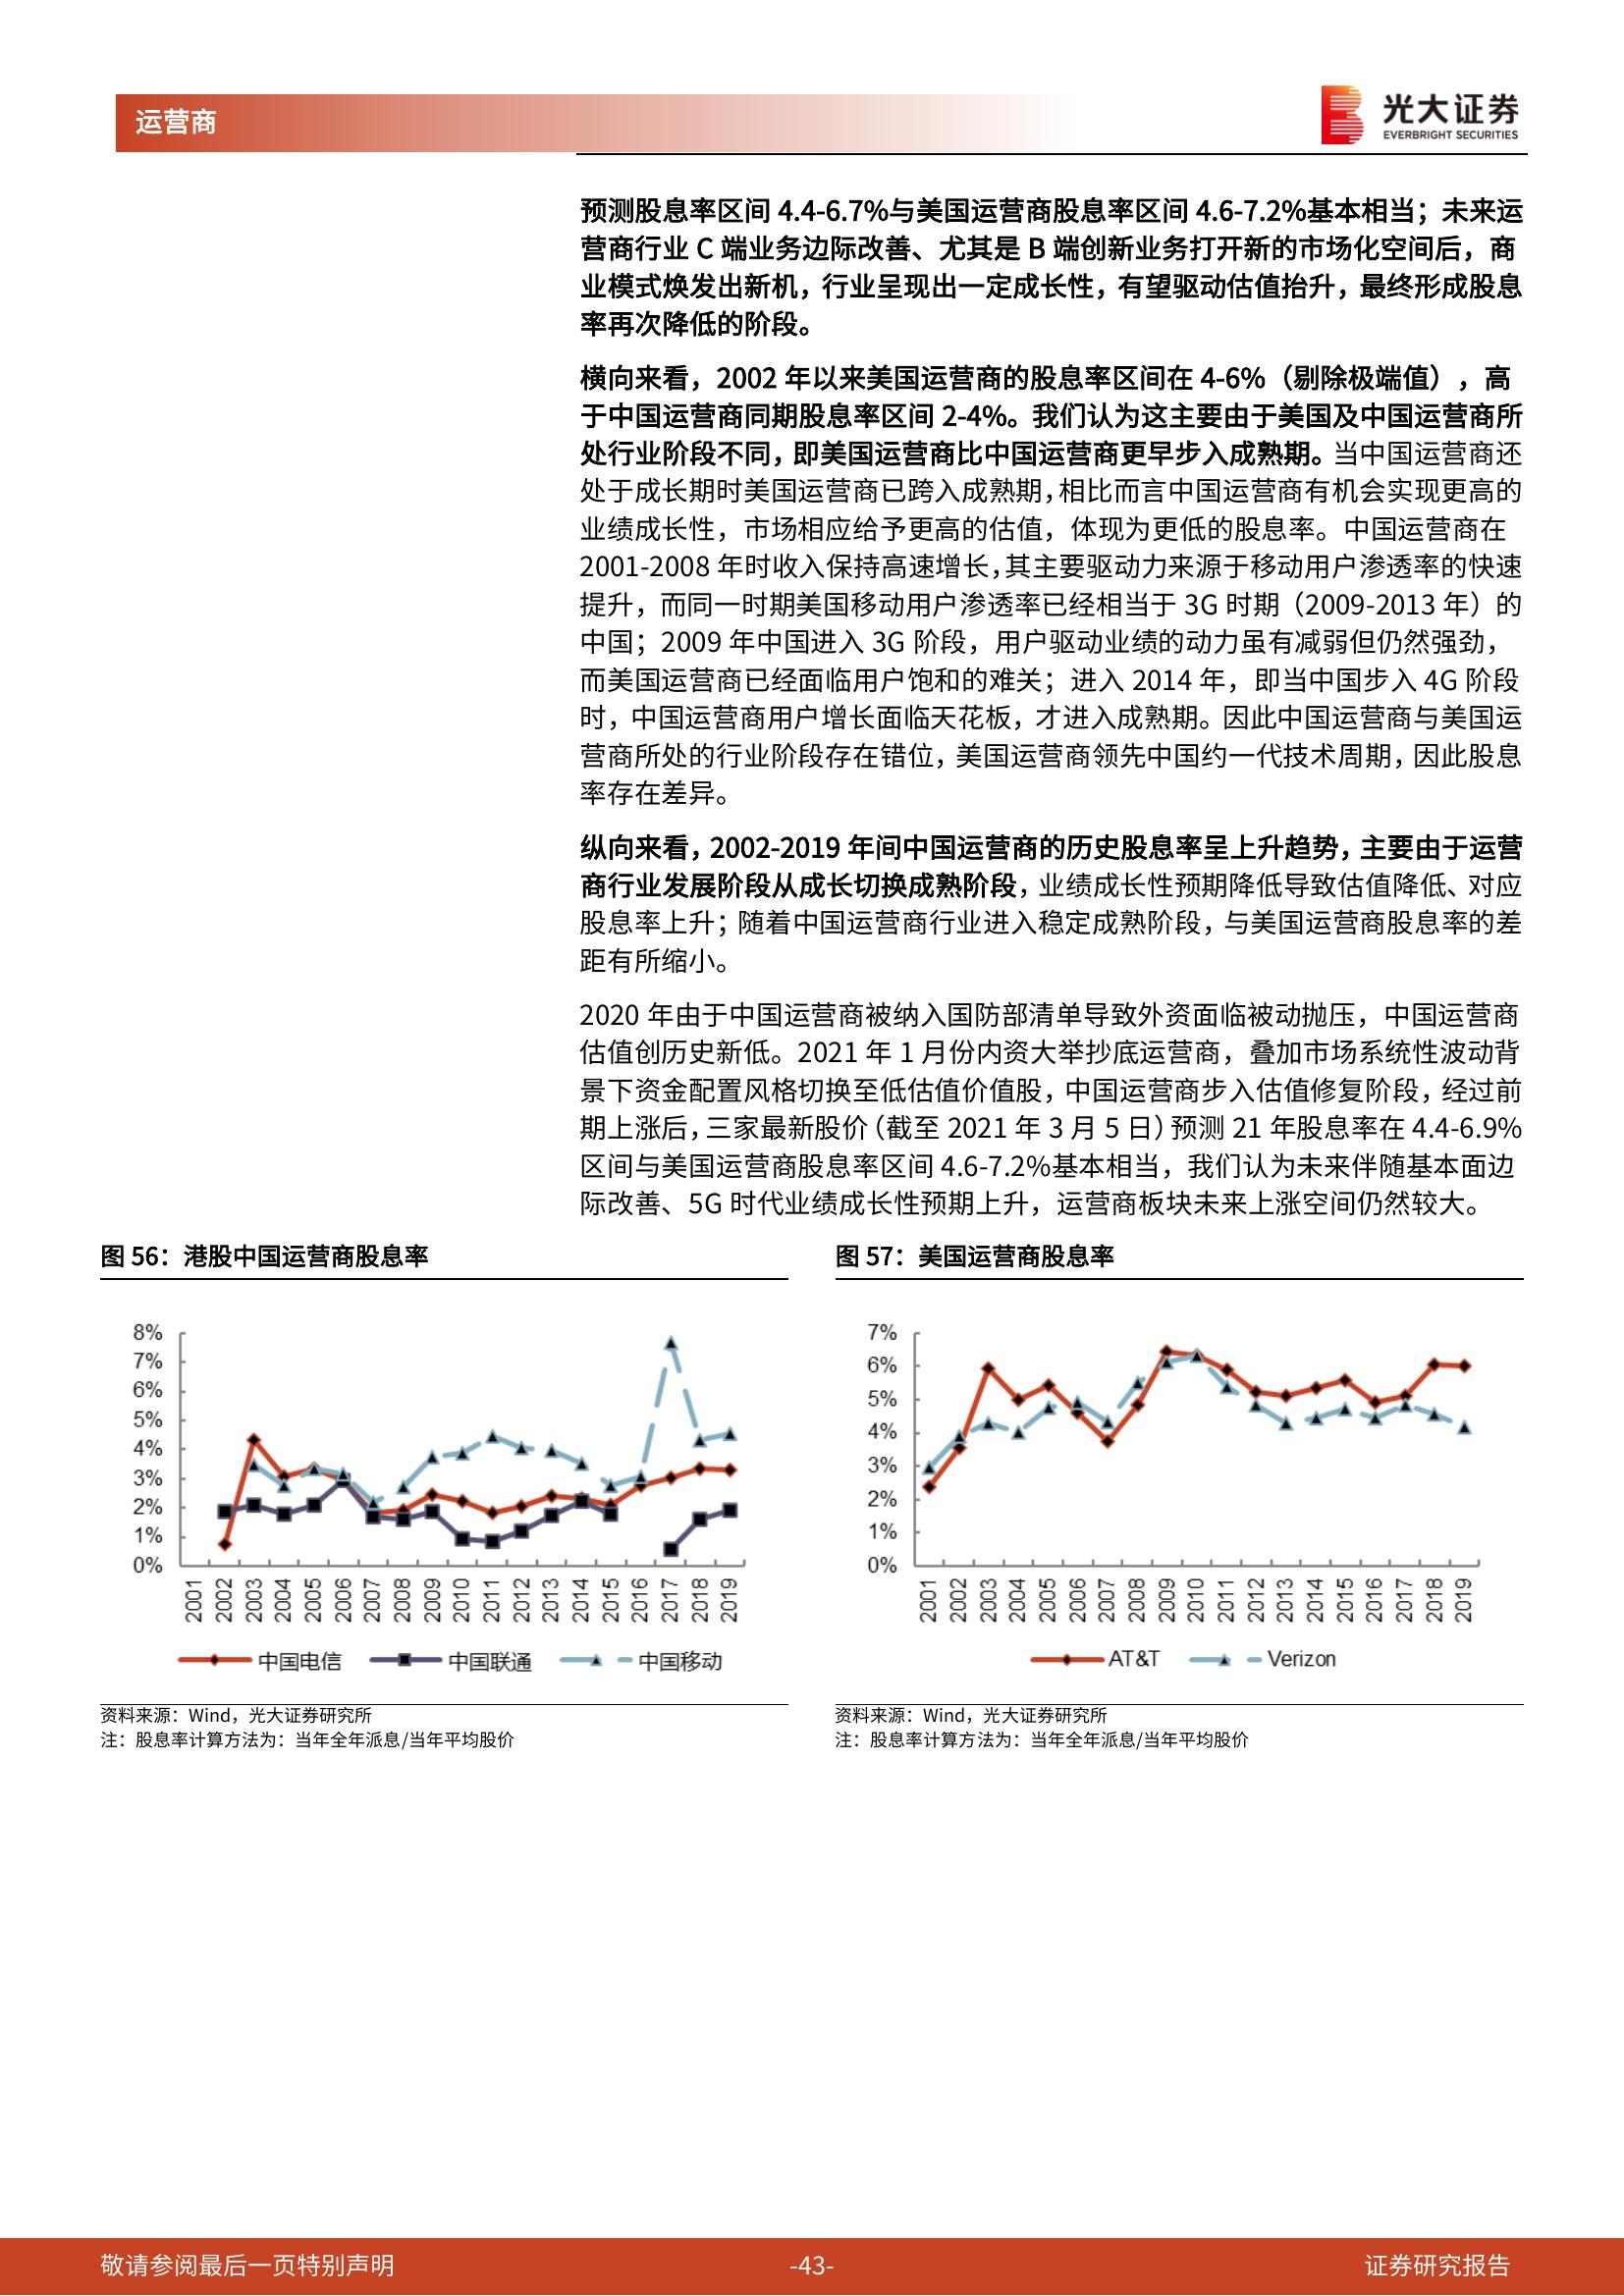 运营商
光大证券
EVERBRIGHT SECURITIES
预测股息率区间 4.4-6.7%与美国运营商股息率区间 4.6-7.2%基本相当；未来运
营商行业 C 端业务边际改善、尤其是 B 端创新业务打开新的市场化空间后，商
业模式焕发出新机，行业呈现出一定成长性，有望驱动估值抬升，最终形成股息
率再次降低的阶段。
横向来看，2002 年以来美国运营商的股息率区间在 4-6%（剔除极端值），高
于中国运营商同期股息率区间 2-4%。我们认为这主要由于美国及中国运营商所
处行业阶段不同，即美国运营商比中国运营商更早步入成熟期。当中国运营商还
处于成长期时美国运营商已跨入成熟期，相比而言中国运营商有机会实现更高的
业绩成长性，市场相应给予更高的估值，体现为更低的股息率。中国运营商在
2001-2008 年时收入保持高速增长，其主要驱动力来源于移动用户渗透率的快速
提升，而同一时期美国移动用户渗透率已经相当于 3G 时期（2009-2013 年）的
中国；2009 年中国进入 3G 阶段，用户驱动业绩的动力虽有减弱但仍然强劲，
而美国运营商已经面临用户饱和的难关；进入 2014 年，即当中国步入 4G 阶段
时，中国运营商用户增长面临天花板，才进入成熟期。因此中国运营商与美国运
营商所处的行业阶段存在错位，美国运营商领先中国约一代技术周期，因此股息
率存在差异。
纵向来看，2002-2019 年间中国运营商的历史股息率呈上升趋势，主要由于运营
商行业发展阶段从成长切换成熟阶段，业绩成长性预期降低导致估值降低、对应
股息率上升；随着中国运营商行业进入稳定成熟阶段，与美国运营商股息率的差
距有所缩小。
2020 年由于中国运营商被纳入国防部清单导致外资面临被动抛压，中国运营商
估值创历史新低。2021 年 1 月份内资大举抄底运营商，叠加市场系统性波动背
景下资金配置风格切换至低估值价值股，中国运营商步入估值修复阶段，经过前
期上涨后，三家最新股价（截至 2021 年 3 月 5 日）预测 21 年股息率在 4.4-6.9%
区间与美国运营商股息率区间 4.6-7.2%基本相当，我们认为未来伴随基本面边
际改善、5G 时代业绩成长性预期上升，运营商板块未来上涨空间仍然较大。
图 56：港股中国运营商股息率
8%
7%
6%
5%
4%
3%
2%
1%
0%
2001 2002 2003 2004 2005 2006 2007 2008 2009 2010 2011 2012 2013 2014 2015 2016 2017 2018 2019
中国电信 中国联通 中国移动
资料来源：Wind，光大证券研究所
注：股息率计算方法为：当年全年派息/当年平均股价
图 57：美国运营商股息率
7%
6%
5%
4%
3%
2%
1%
0%
2001 2002 2003 2004 2005 2006 2007 2008 2009 2010 2011 2012 2013 2014 2015 2016 2017 2018 2019
AT&T Verizon
资料来源：Wind，光大证券研究所
注：股息率计算方法为：当年全年派息/当年平均股价
敬请参阅最后一页特别声明 -43- 证券研究报告